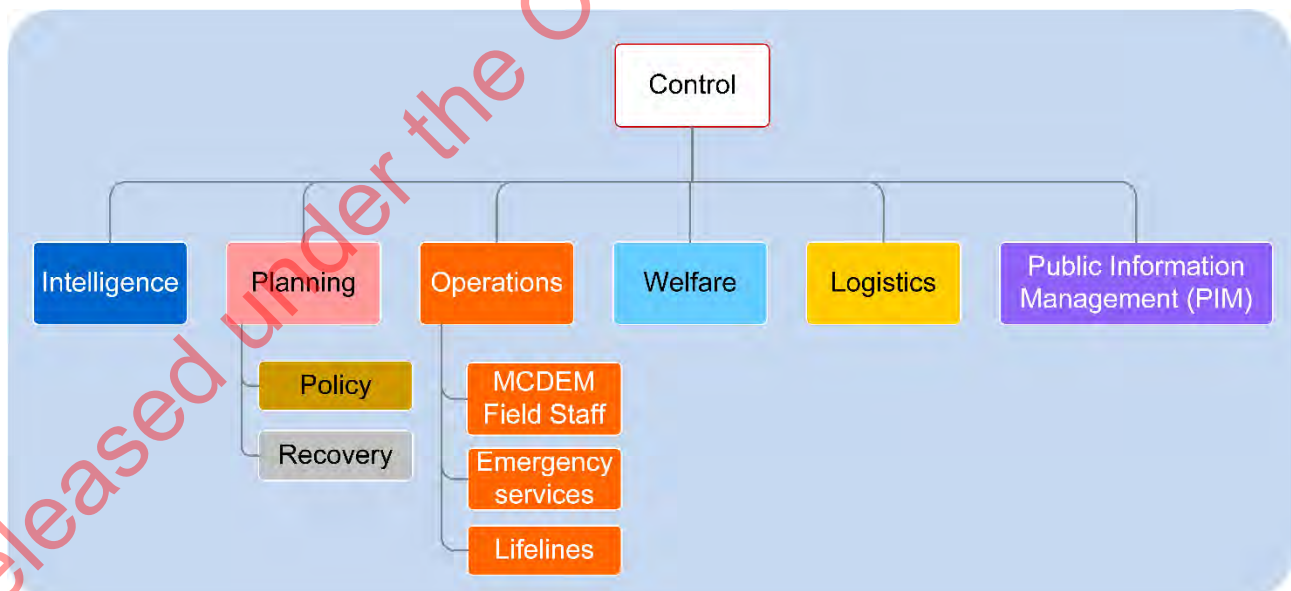 Control
Intelligence
Planning
Operations
Welfare
Logistics
Public Information
Management (PIM)
Policy
Recovery
MCDEM
Field Staff
Emergency
services
Lifelines
eleased under the O